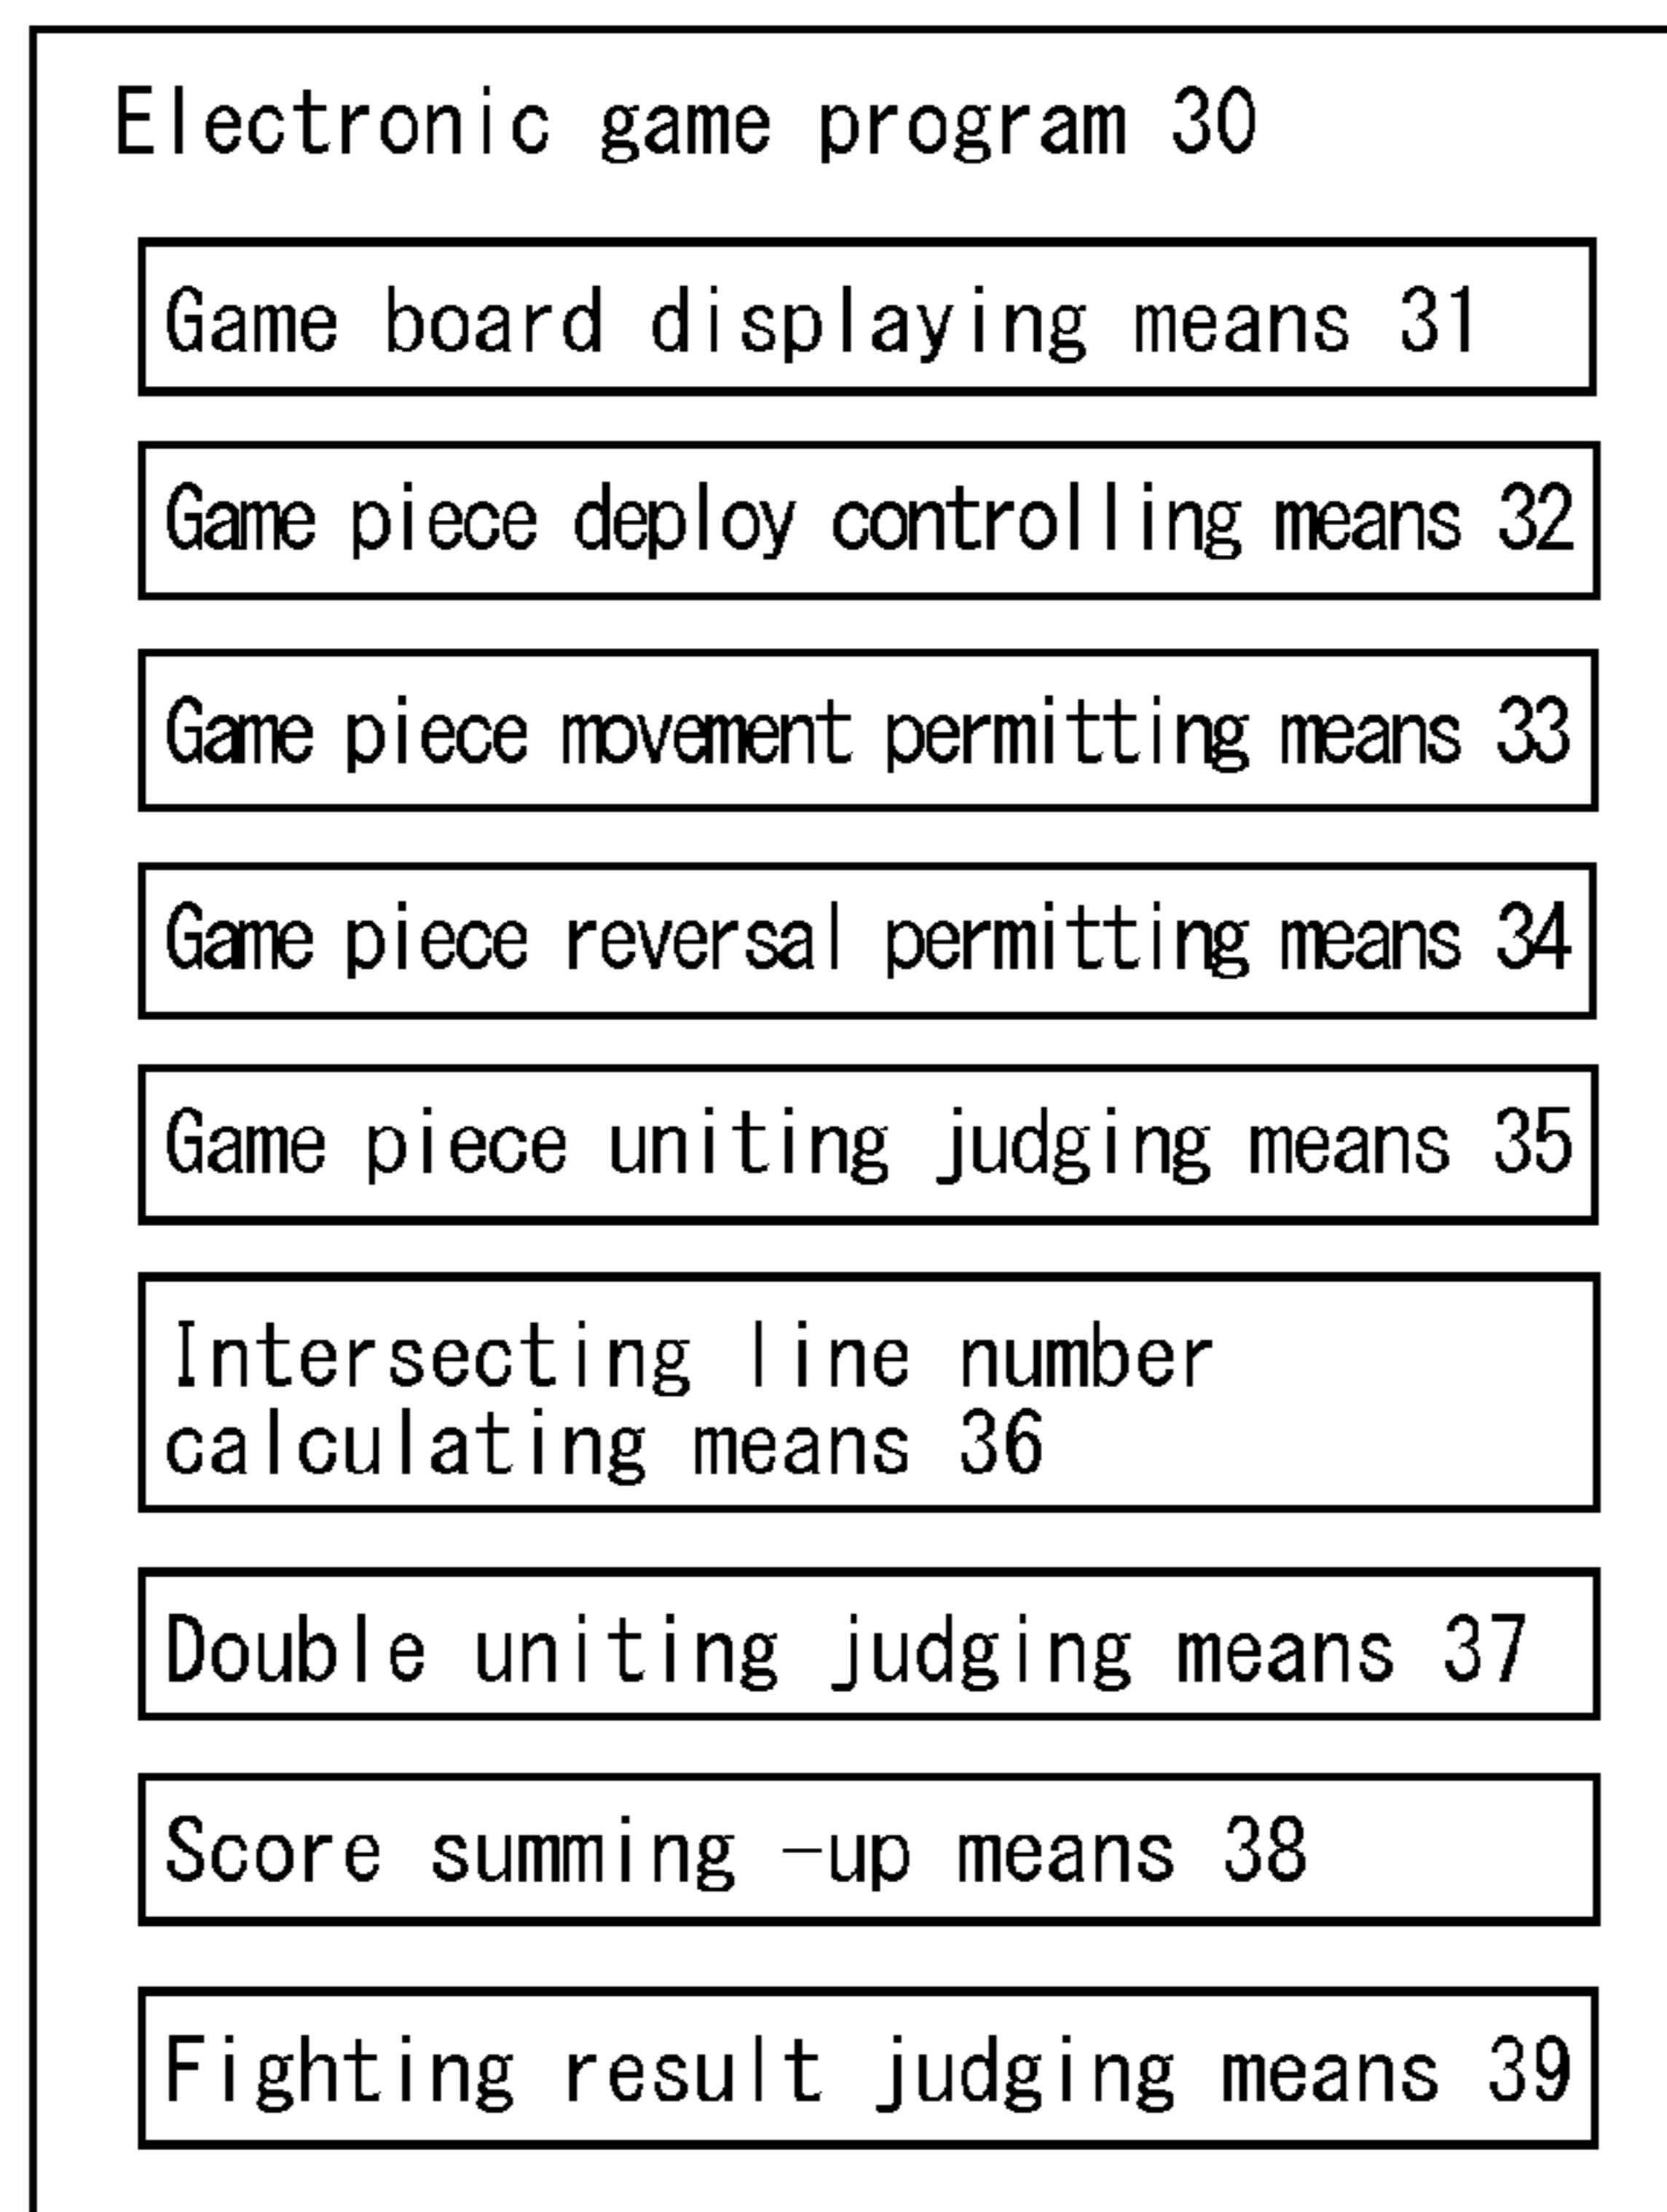 Electronic game program 30
Game board displaying means 31
Game piece deploy controlling means 32
Game piece movement permitting means 33
Game piece reversal permitting means 34
Game piece uniting judging means 35
Intersecting line number
calculating means 36
Double uniting judging means 37
Score summing -up means 38
Fighting result judging means 39